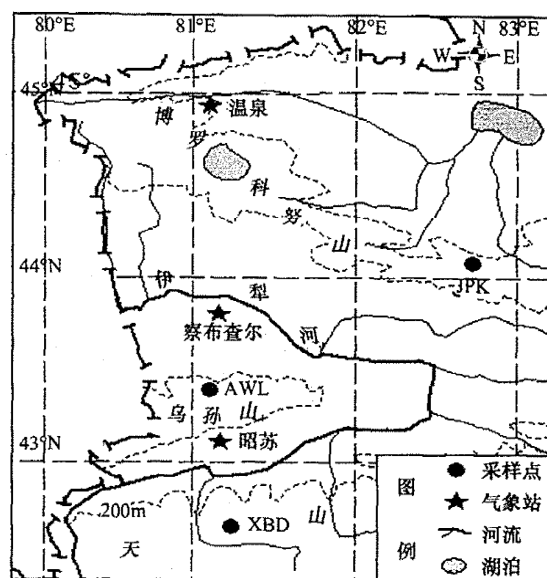 80°E 81°E 82°E 83°E
N
W E
S
45°
45°
博 温泉
罗
科
努
山
44°N
JPK
伊 犁
河
察布查尔
AWL
乌 孙 山
昭苏
43°N
200m
XBD
天 山
图 例
采样点
气象站
河流
湖泊